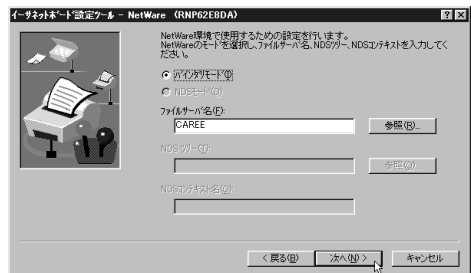 イーサネットボード設定ツール - NetWare (RNP62E8DA)
NetWare環境で使用するための設定を行います。
NetWareのモードを選択し、ファイルサーバ名、NDSツリー、NDSコンテキストを入力してく
ださい。
バインダリモード(I)
NDSモード(D)
ファイルサーバ名(F):
CAREE
参照(R)...
NDS ツリー(T):
参照(O)...
NDSコンテキスト名(C):
< 戻る(B)
次へ(N) >
キャンセル